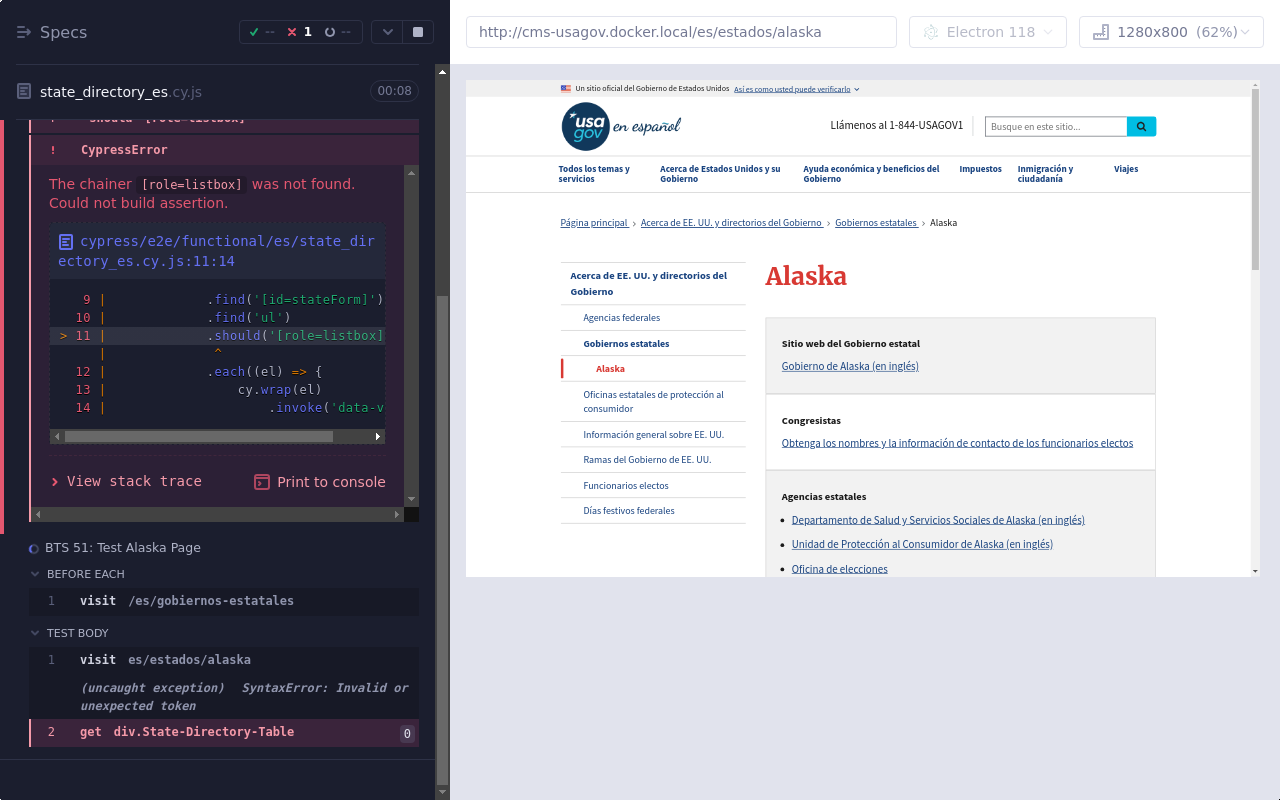 Specs
--
1
--
state_directory_es.cy.js
00:08
should [role=listbox]
! CypressError
The chainer [role=listbox] was not found.
Could not build assertion.
cypress/e2e/functional/es/state_dir
ectory_es.cy.js:11:14
9 | .find('[id=stateForm]')
10 | .find('ul')
> 11 | .should('[role=listbox]
| ^
12 | .each((el) => {
13 | cy.wrap(el)
14 | .invoke('data-v
View stack trace
Print to console
BTS 51: Test Alaska Page
BEFORE EACH
1 visit /es/gobiernos-estatales
TEST BODY
1 visit es/estados/alaska
(uncaught exception) SyntaxError: Invalid or
unexpected token
2 get div.State-Directory-Table 0
http://cms-usagov.docker.local/es/estados/alaska
Electron 118
1280x800 (62%)
Un sitio oficial del Gobierno de Estados Unidos Así es como usted puede verificarlo
usa
gov
en español
Llámenos al 1-844-USAGOV1
Busque en este sitio...
Todos los temas y
servicios
Acerca de Estados Unidos y su
Gobierno
Ayuda económica y beneficios del
Gobierno
Impuestos
Inmigración y
ciudadanía
Viajes
Página principal › Acerca de EE. UU. y directorios del Gobierno › Gobiernos estatales › Alaska
Acerca de EE. UU. y directorios del
Gobierno
Agencias federales
Gobiernos estatales
Alaska
Oficinas estatales de protección al
consumidor
Información general sobre EE. UU.
Ramas del Gobierno de EE. UU.
Funcionarios electos
Días festivos federales
Alaska
Sitio web del Gobierno estatal
Gobierno de Alaska (en inglés)
Congresistas
Obtenga los nombres y la información de contacto de los funcionarios electos
Agencias estatales
• Departamento de Salud y Servicios Sociales de Alaska (en inglés)
• Unidad de Protección al Consumidor de Alaska (en inglés)
• Oficina de elecciones